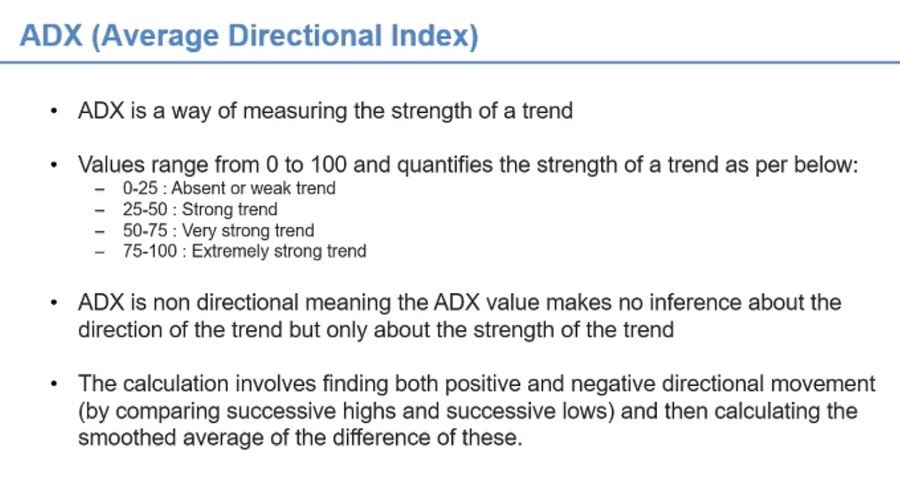 ADX (Average Directional Index)
• ADX is a way of measuring the strength of a trend
• Values range from 0 to 100 and quantifies the strength of a trend as per below:
– 0-25 : Absent or weak trend
– 25-50 : Strong trend
– 50-75 : Very strong trend
– 75-100 : Extremely strong trend
• ADX is non directional meaning the ADX value makes no inference about the
direction of the trend but only about the strength of the trend
• The calculation involves finding both positive and negative directional movement
(by comparing successive highs and successive lows) and then calculating the
smoothed average of the difference of these.